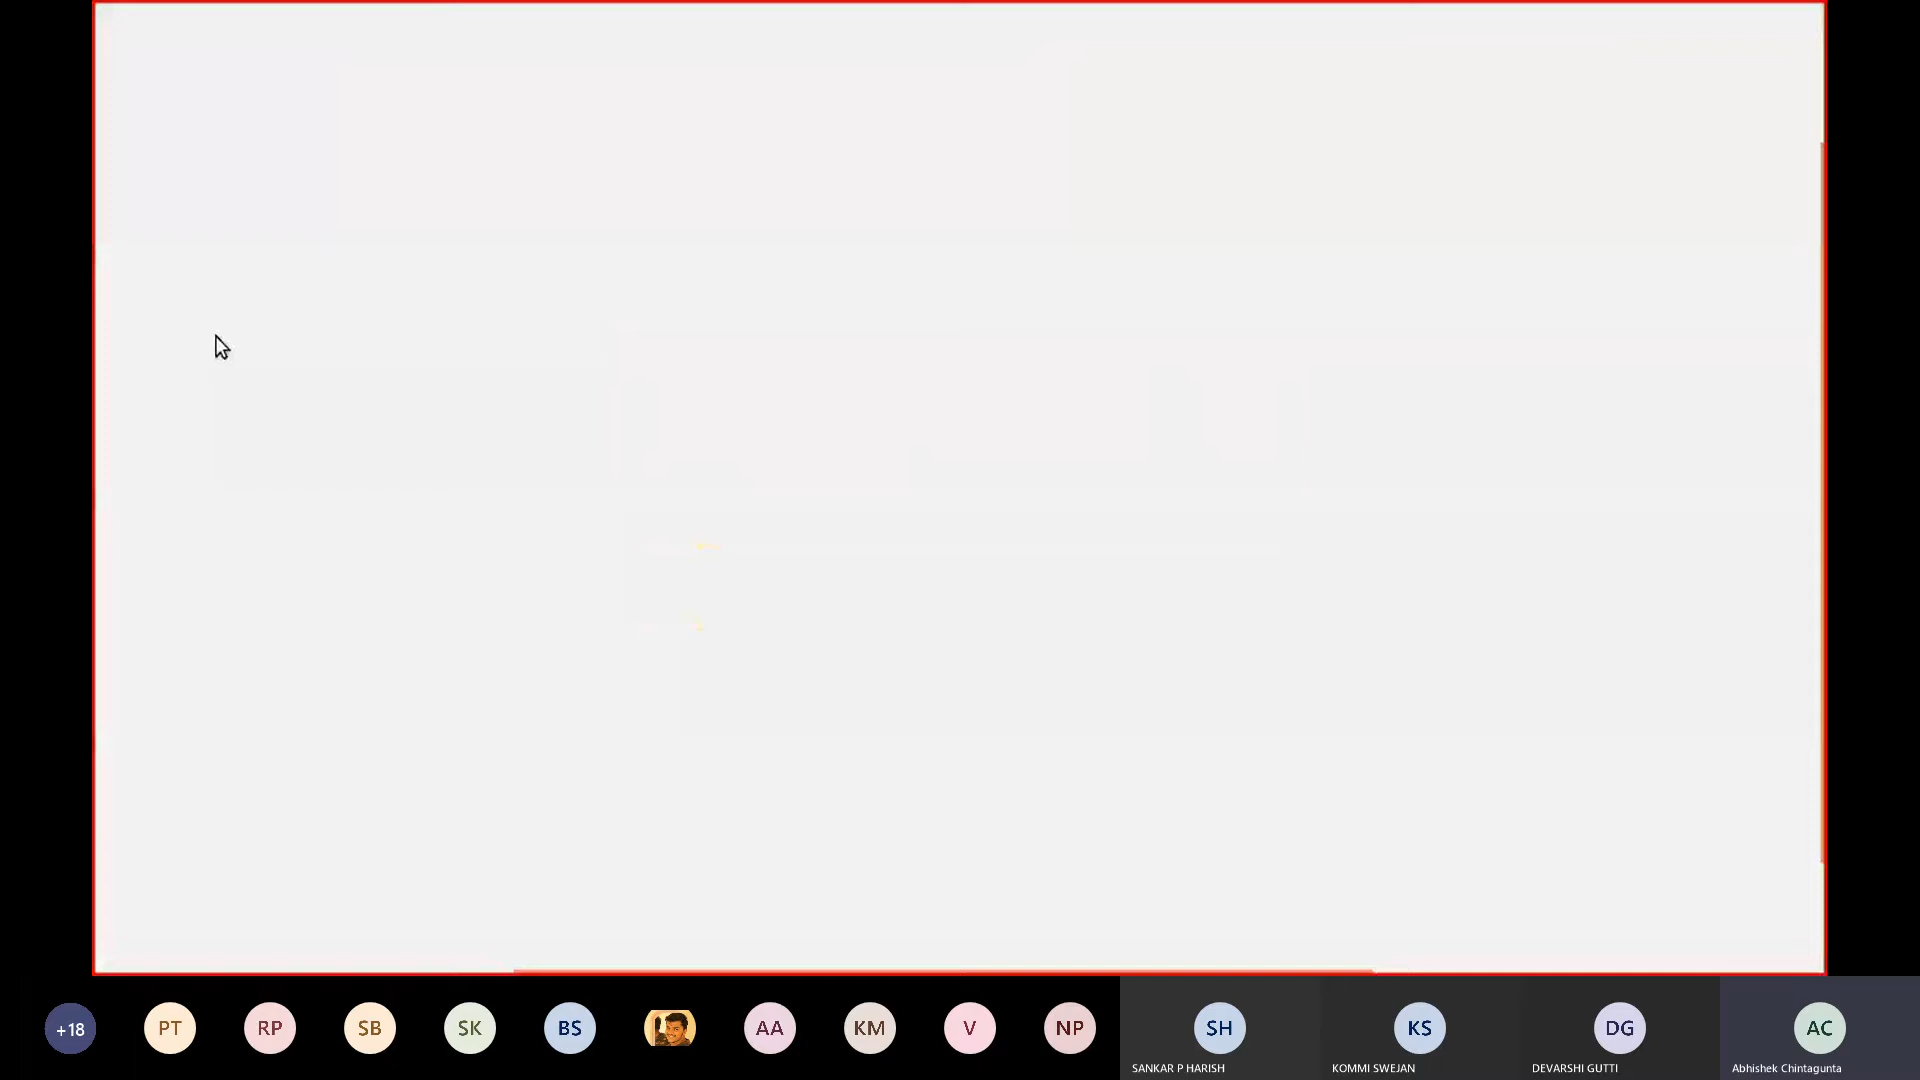 +18 PT RP SB SK BS AA KM V NP SH KS DG AC
SANKAR P HARISH KOMMI SWEJAN DEVARSHI GUTTI Abhishek Chintagunta